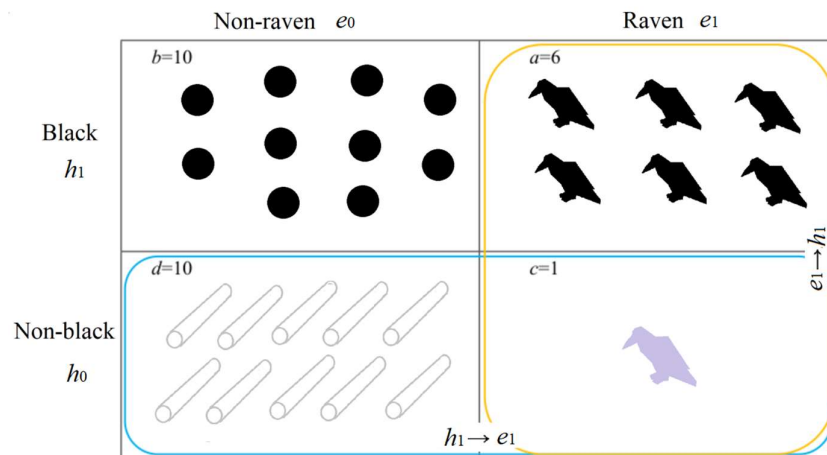 Non-raven e₀
Raven e₁
b=10
a=6
Black
h₁
e₁→h₁
d=10
c=1
Non-black
h₀
h₁→e₁